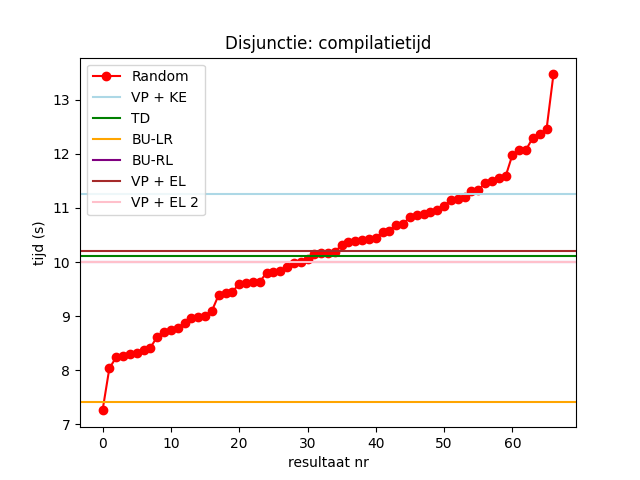 Disjunctie: compilatietijd
Random
VP + KE
TD
BU-LR
BU-RL
VP + EL
VP + EL 2
tijd (s)
13
12
11
10
9
8
7
0
10
20
30
40
50
60
resultaat nr